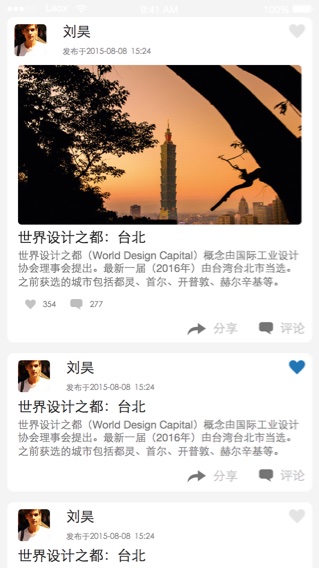 9:41 AM
100%
刘昊
发布于2015-08-08 15:24
世界设计之都：台北
世界设计之都（World Design Capital）概念由国际工业设计
协会理事会提出。最新一届（2016年）由台湾台北市当选。
之前获选的城市包括都灵、首尔、开普敦、赫尔辛基等。
354 277
分享 评论
刘昊
发布于2015-08-08 15:24
世界设计之都：台北
世界设计之都（World Design Capital）概念由国际工业设计
协会理事会提出。最新一届（2016年）由台湾台北市当选。
之前获选的城市包括都灵、首尔、开普敦、赫尔辛基等。
分享 评论
刘昊
发布于2015-08-08 15:24
世界设计之都：台北